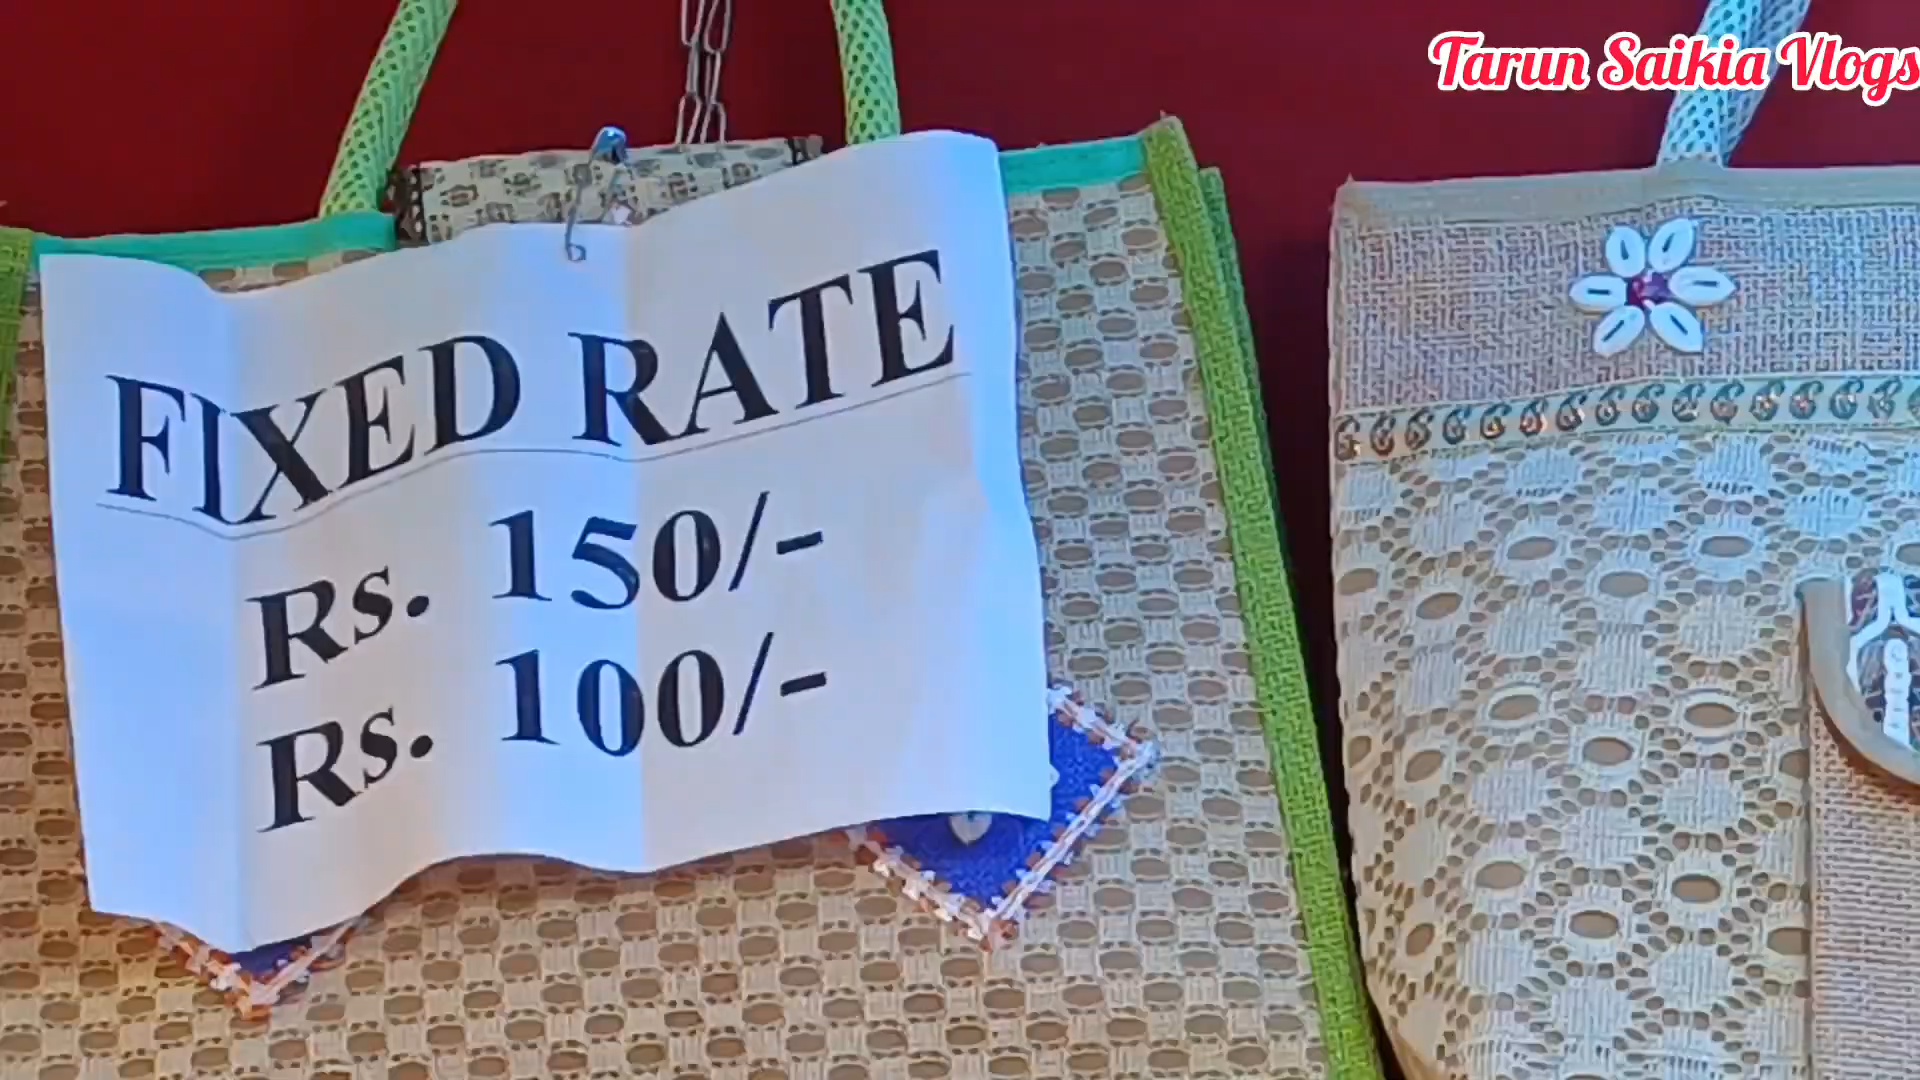 Tarun Saikia Vlogs
FIXED RATE
Rs. 150/-
Rs. 100/-